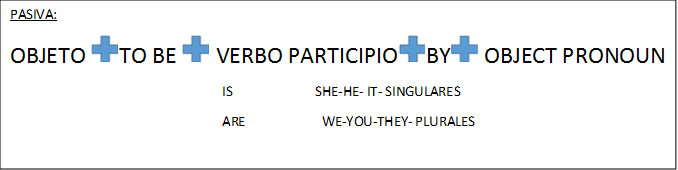 PASIVA:
OBJETO + TO BE + VERBO PARTICIPIO + BY + OBJECT PRONOUN
IS SHE-HE- IT- SINGULARES
ARE WE-YOU-THEY- PLURALES